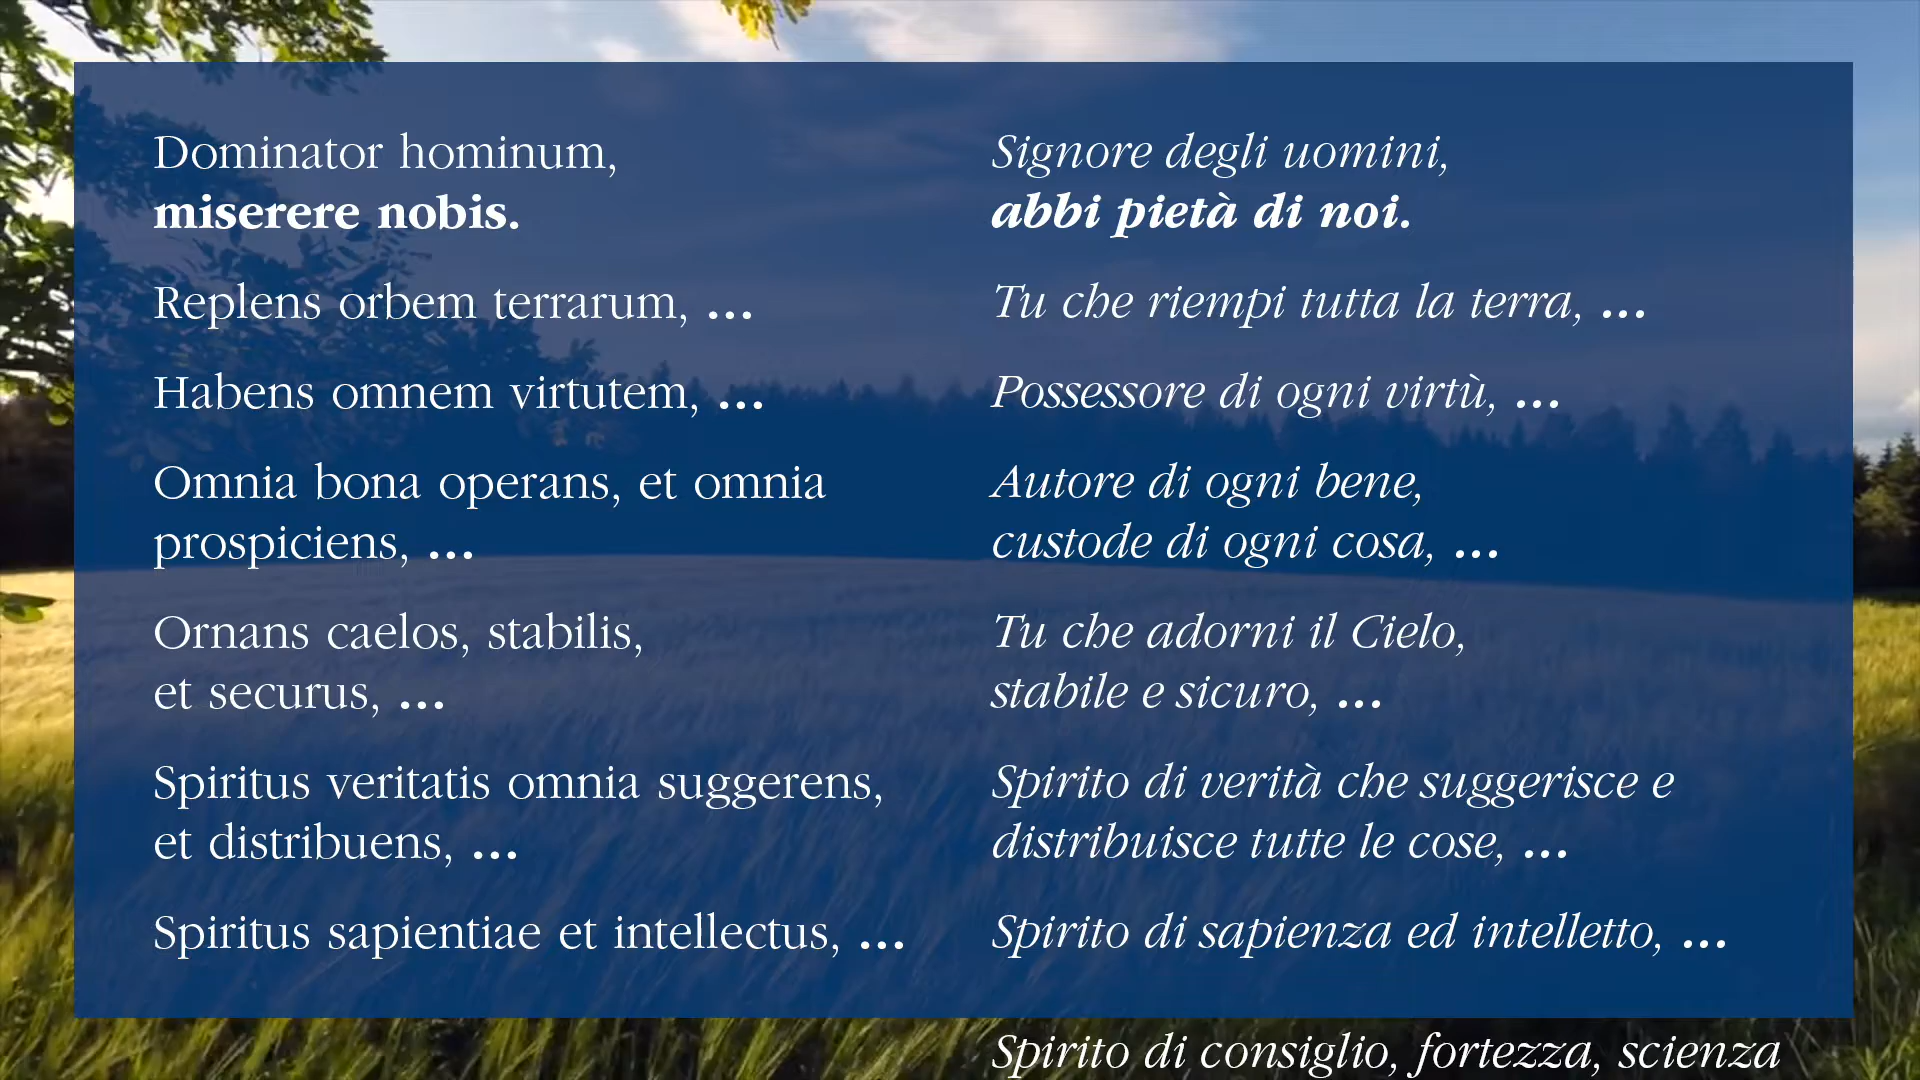 Dominator hominum,
miserere nobis.
Replens orbem terrarum, ...
Habens omnem virtutem, ...
Omnia bona operans, et omnia
prospiciens, ...
Ornans caelos, stabilis,
et securus, ...
Spiritus veritatis omnia suggerens,
et distribuens, ...
Spiritus sapientiae et intellectus, ...
Signore degli uomini,
abbi pietà di noi.
Tu che riempi tutta la terra, ...
Possessore di ogni virtù, ...
Autore di ogni bene,
custode di ogni cosa, ...
Tu che adorni il Cielo,
stabile e sicuro, ...
Spirito di verità che suggerisce e
distribuisce tutte le cose, ...
Spirito di sapienza ed intelletto, ...
Spirito di consiglio, fortezza, scienza